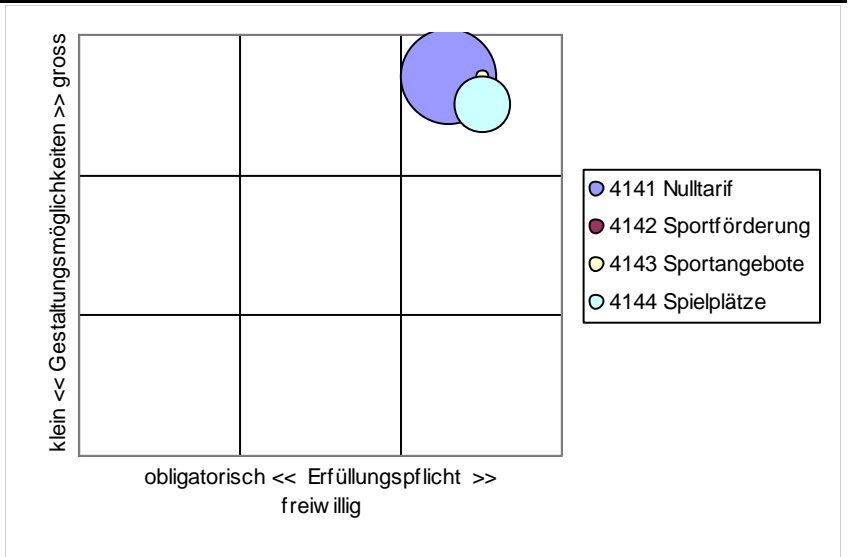 klein << Gestaltungsmöglichkeiten >> gross
4141 Nulltarif
4142 Sportförderung
4143 Sportangebote
4144 Spielplätze
obligatorisch << Erfüllungspflicht >>
freiwillig